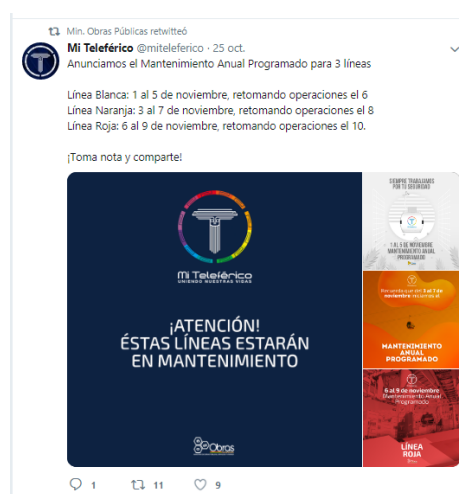 Min. Obras Públicas retwitteó
Mi Teleférico @miteleferico · 25 oct.
Anunciamos el Mantenimiento Anual Programado para 3 líneas
Línea Blanca: 1 al 5 de noviembre, retomando operaciones el 6
Línea Naranja: 3 al 7 de noviembre, retomando operaciones el 8
Línea Roja: 6 al 9 de noviembre, retomando operaciones el 10.
¡Toma nota y comparte!
Mi Teleférico
UNIENDO NUESTRAS VIDAS
¡ATENCIÓN!
ÉSTAS LÍNEAS ESTARÁN
EN MANTENIMIENTO
Obras
SIEMPRE TRABAJAMOS
POR TU SEGURIDAD
1 AL 5 DE NOVIEMBRE
MANTENIMIENTO ANUAL
PROGRAMADO
3 al 7 de
noviembre
MANTENIMIENTO
ANUAL
PROGRAMADO
6 al 9 de noviembre
Mantenimiento Anual
Programado
LÍNEA
ROJA
1 11 9